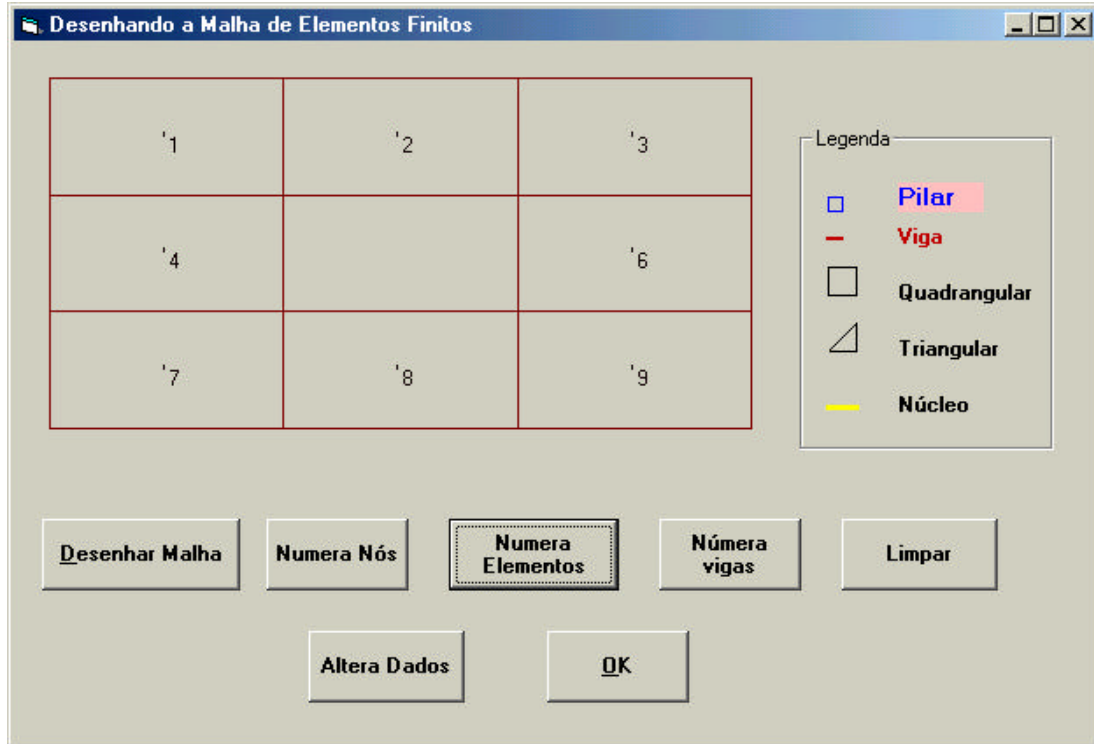 Desenhando a Malha de Elementos Finitos
'1 '2 '3
Legenda
Pilar
Viga
'4 '6
Quadrangular
Triangular
'7 '8 '9
Núcleo
Desenhar Malha
Numera Nós
Numera
Elementos
Número
vigas
Limpar
Altera Dados
OK